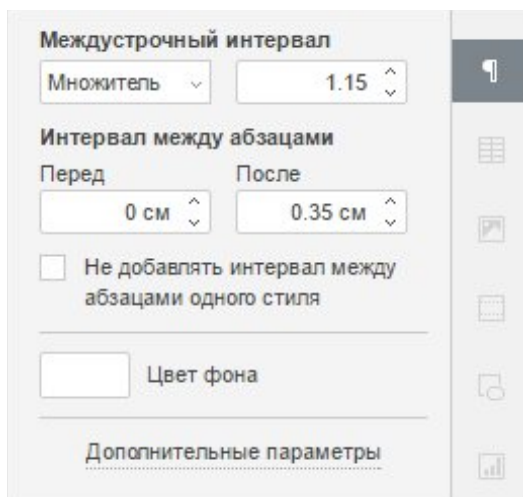 Междустрочный интервал
Множитель 1.15
Интервал между абзацами
Перед После
0 см 0.35 см
Не добавлять интервал между
абзацами одного стиля
Цвет фона
Дополнительные параметры